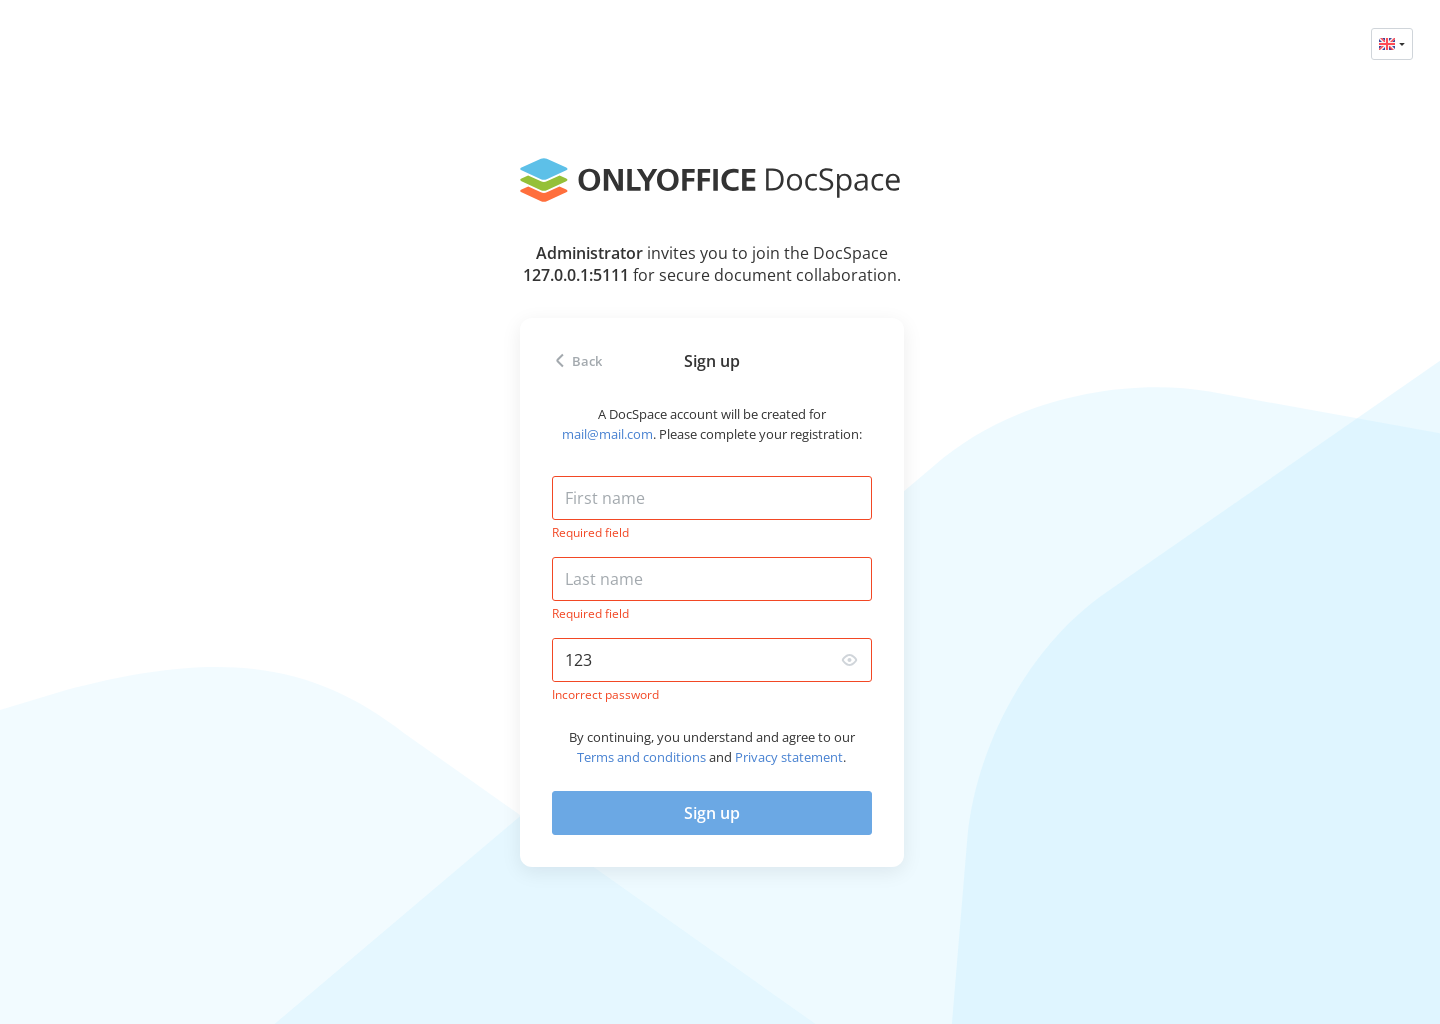 ONLYOFFICE DocSpace
Administrator invites you to join the DocSpace
127.0.0.1:5111 for secure document collaboration.
Back
Sign up
A DocSpace account will be created for
mail@mail.com. Please complete your registration:
First name
Required field
Last name
Required field
123
Incorrect password
By continuing, you understand and agree to our
Terms and conditions and Privacy statement.
Sign up